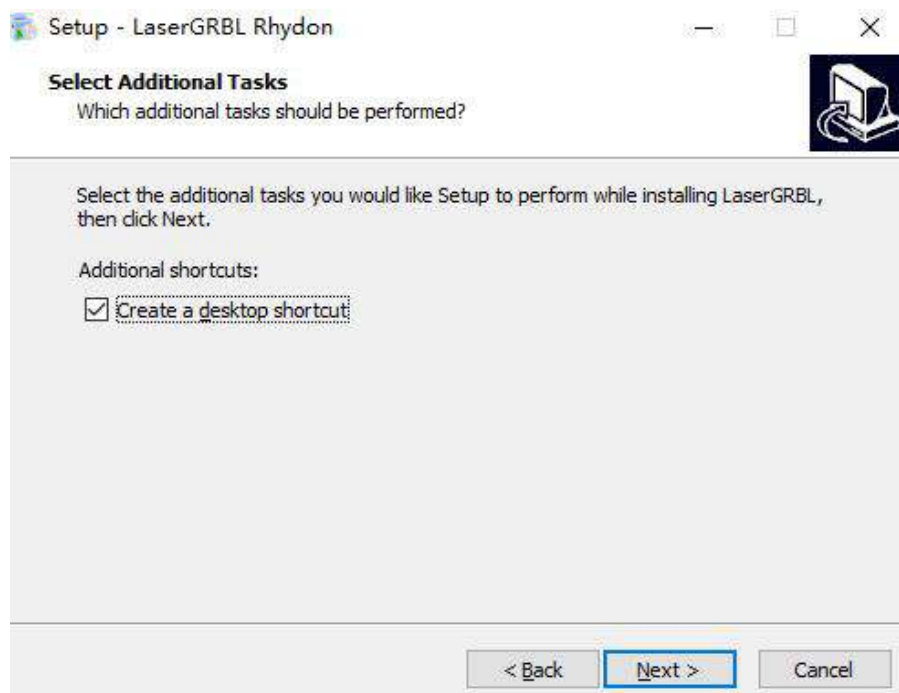 Setup - LaserGRBL Rhydon
Select Additional Tasks
Which additional tasks should be performed?
Select the additional tasks you would like Setup to perform while installing LaserGRBL,
then click Next.
Additional shortcuts:
Create a desktop shortcut
< Back
Next >
Cancel